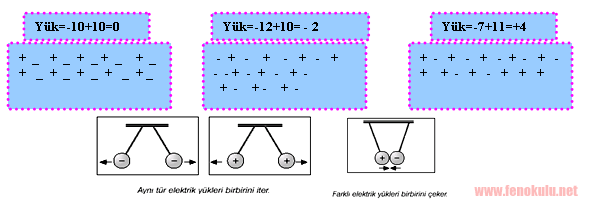 Yük=-10+10=0
Yük=-12+10= - 2
Yük=-7+11=+4
+ _ + _ + _ + _ + _
+ _ + _ + _ + _ + _
- + - + - + - + - +
- - + - + - + - +
+ - + - + -
+ - + - + - + - + -
+ + - + - + - + +
- - + + + -
Aynı tür elektrik yükleri birbirini iter.
Farklı elektrik yükleri birbirini çeker.
www.fenokulu.net